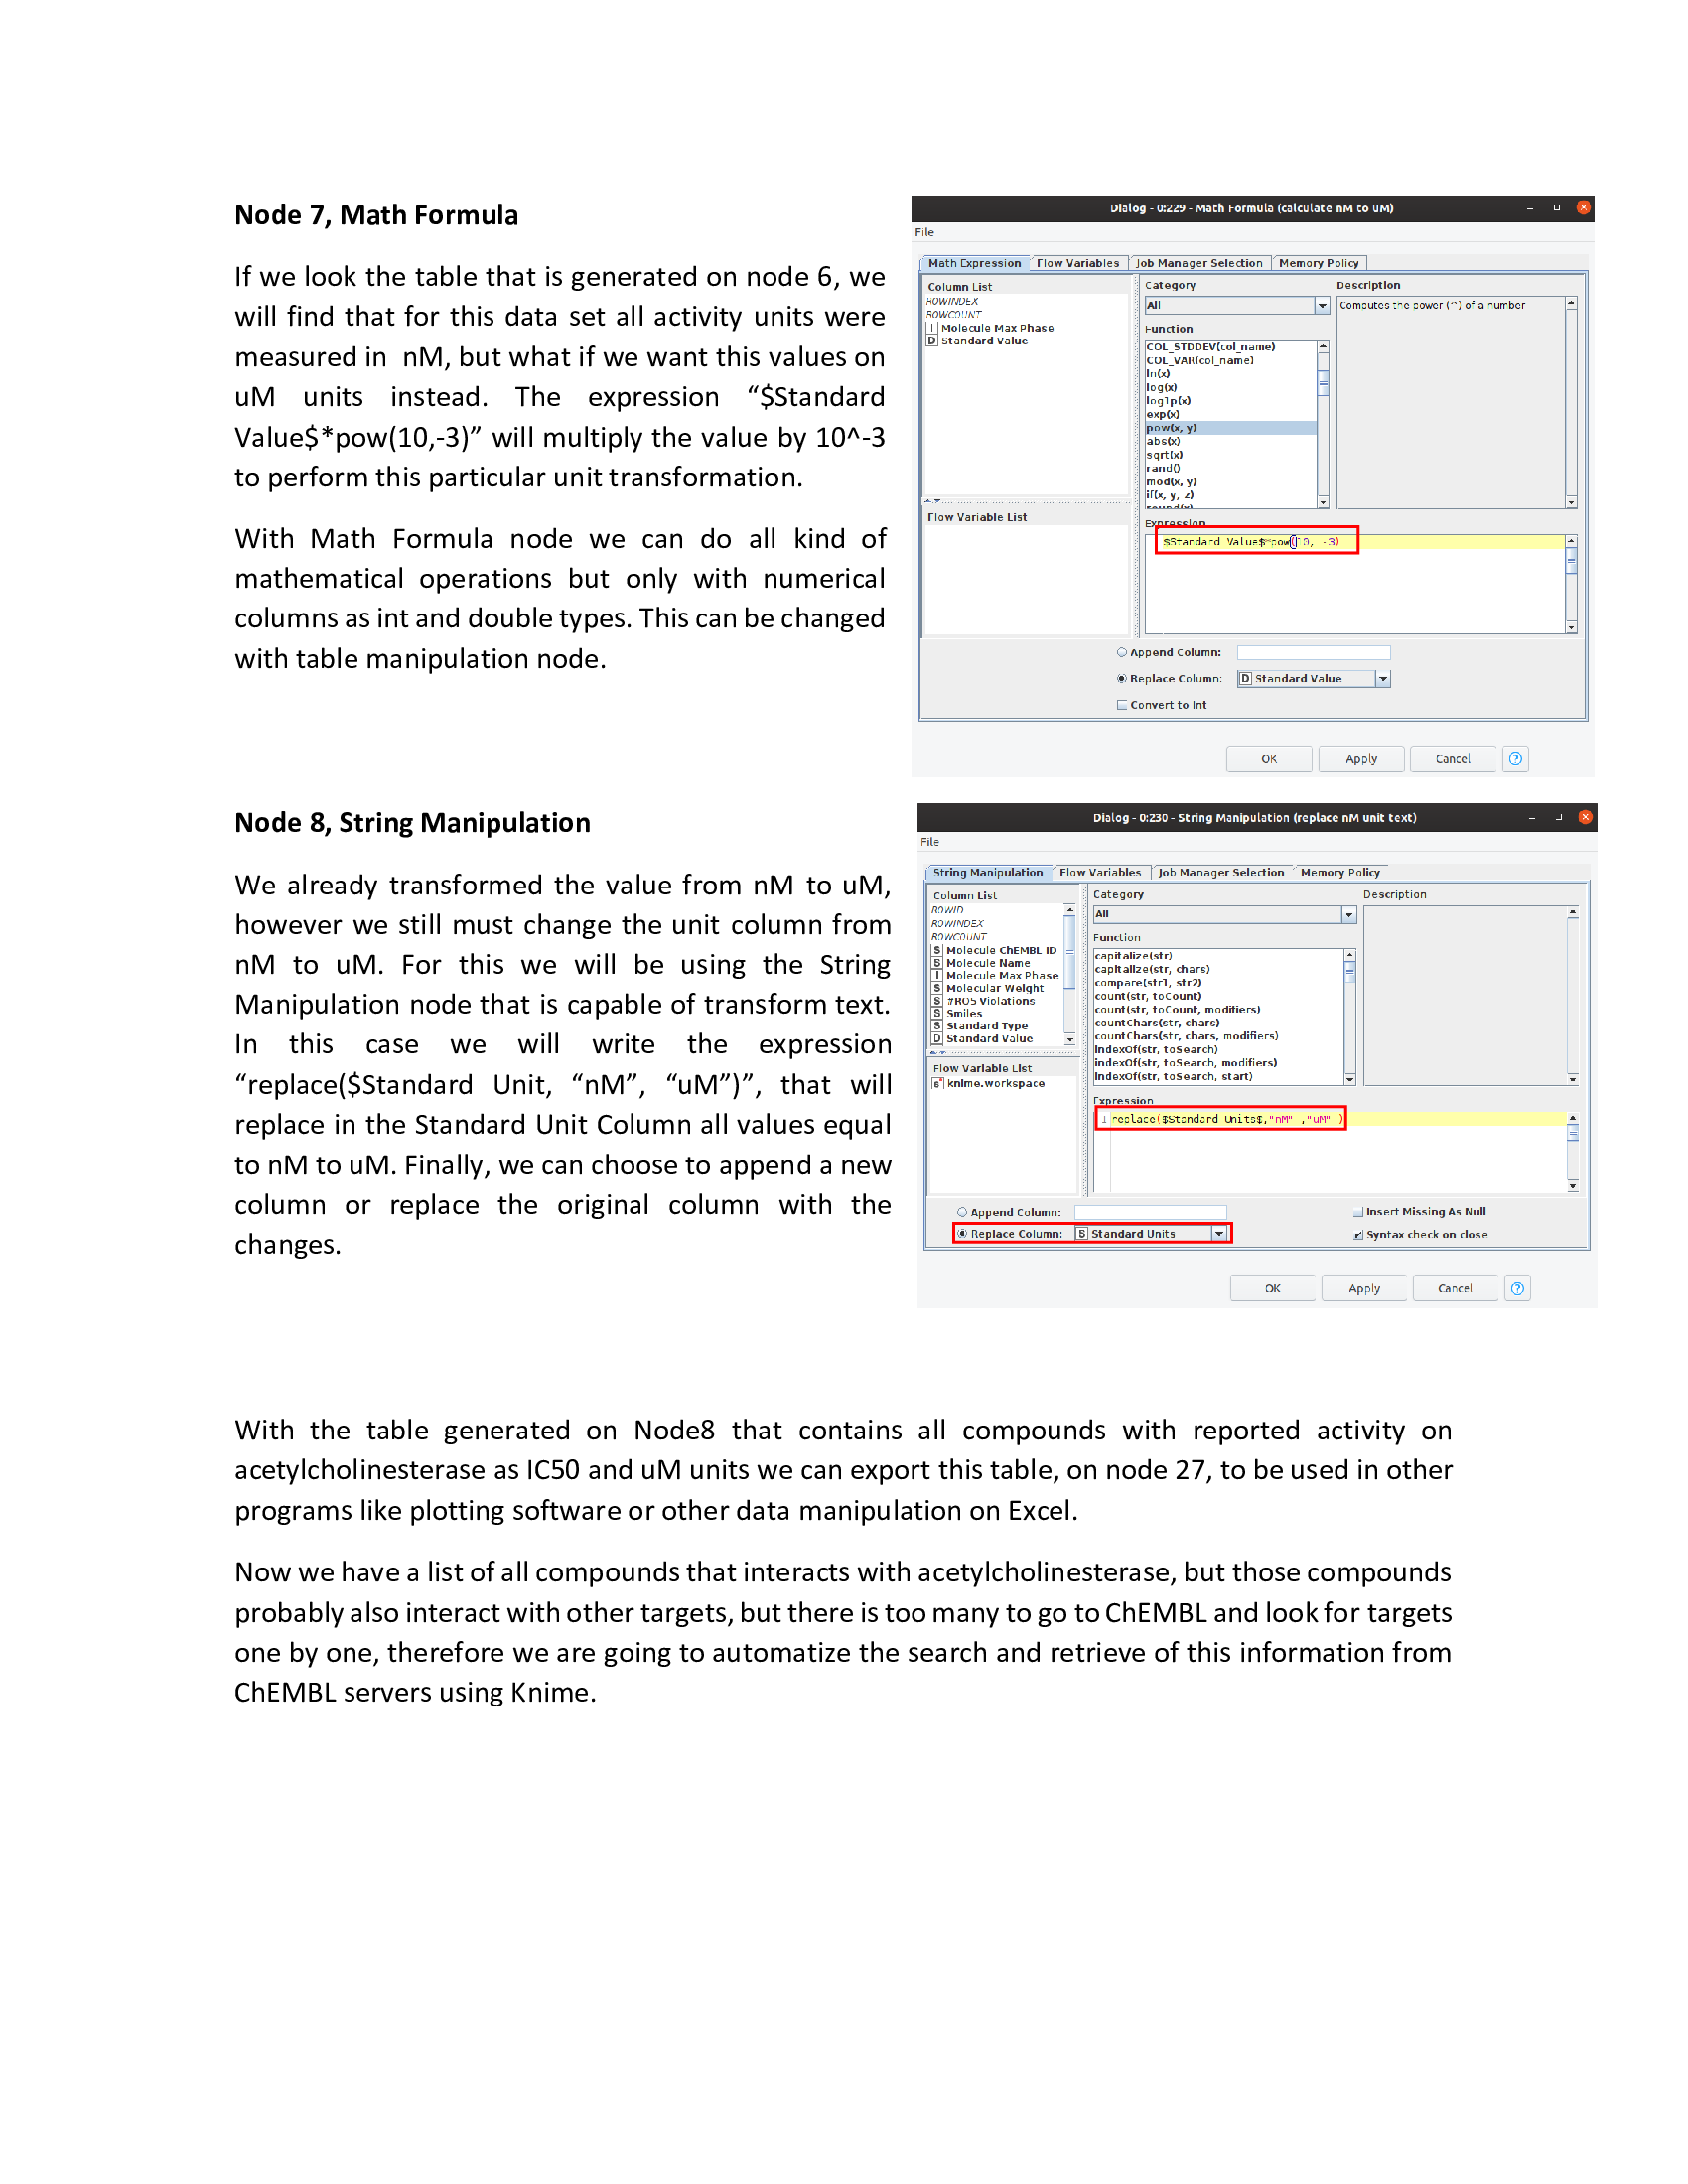 Node 7, Math Formula
If we look the table that is generated on node 6, we
will find that for this data set all activity units were
measured in  nM, but what if we want this values on
uM units instead. The expression “$Standard
Value$*pow(10,-3)” will multiply the value by 10^-3
to perform this particular unit transformation.
With Math Formula node we can do all kind of
mathematical operations but only with numerical
columns as int and double types. This can be changed
with table manipulation node.
Dialog - 0:229 - Math Formula (calculate nM to uM)
File
Math Expression Flow Variables Job Manager Selection Memory Policy
Column List
ROWINDEX
ROWCOUNT
I Molecule Max Phase
D Standard Value
Flow Variable List
Category
All
Function
COL_STDDEV(col_name)
COL_VAR(col_name)
ln(x)
log(x)
log1p(x)
exp(x)
pow(x, y)
abs(x)
sqrt(x)
rand()
mod(x, y)
if(x, y, z)
round(x)
Description
Computes the power (^) of a number
Expression
$Standard Value$*pow(10, -3)
Append Column:
Replace Column: D Standard Value
Convert to Int
OK Apply Cancel ?
Node 8, String Manipulation
We already transformed the value from nM to uM,
however we still must change the unit column from
nM to uM. For this we will be using the String
Manipulation node that is capable of transform text.
In this case we will write the expression
“replace($Standard Unit, “nM”, “uM”)”, that will
replace in the Standard Unit Column all values equal
to nM to uM. Finally, we can choose to append a new
column or replace the original column with the
changes.
Dialog - 0:230 - String Manipulation (replace nM unit text)
File
String Manipulation Flow Variables Job Manager Selection Memory Policy
Column List
ROWID
ROWINDEX
ROWCOUNT
S Molecule ChEMBL ID
S Molecule Name
I Molecule Max Phase
S Molecular Weight
S #RO5 Violations
S Smiles
S Standard Type
D Standard Value
Flow Variable List
s knime.workspace
Category
All
Function
capitalize(str)
capitalize(str, chars)
compare(str1, str2)
count(str, toCount)
count(str, toCount, modifiers)
countChars(str, chars)
countChars(str, chars, modifiers)
indexOf(str, toSearch)
indexOf(str, toSearch, modifiers)
indexOf(str, toSearch, start)
Description
Expression
1 replace($Standard Units$,"nM" ,"uM" )
Append Column:
Replace Column: S Standard Units
Insert Missing As Null
Syntax check on close
OK Apply Cancel ?
With the table generated on Node8 that contains all compounds with reported activity on
acetylcholinesterase as IC50 and uM units we can export this table, on node 27, to be used in other
programs like plotting software or other data manipulation on Excel.
Now we have a list of all compounds that interacts with acetylcholinesterase, but those compounds
probably also interact with other targets, but there is too many to go to ChEMBL and look for targets
one by one, therefore we are going to automatize the search and retrieve of this information from
ChEMBL servers using Knime.